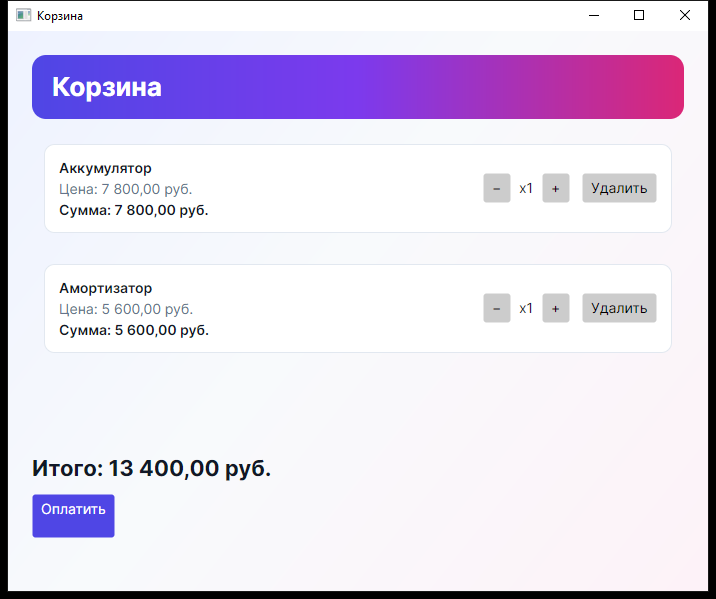 Корзина
Корзина
Аккумулятор
Цена: 7 800,00 руб.
Сумма: 7 800,00 руб.
− x1 + Удалить
Амортизатор
Цена: 5 600,00 руб.
Сумма: 5 600,00 руб.
− x1 + Удалить
Итого: 13 400,00 руб.
Оплатить